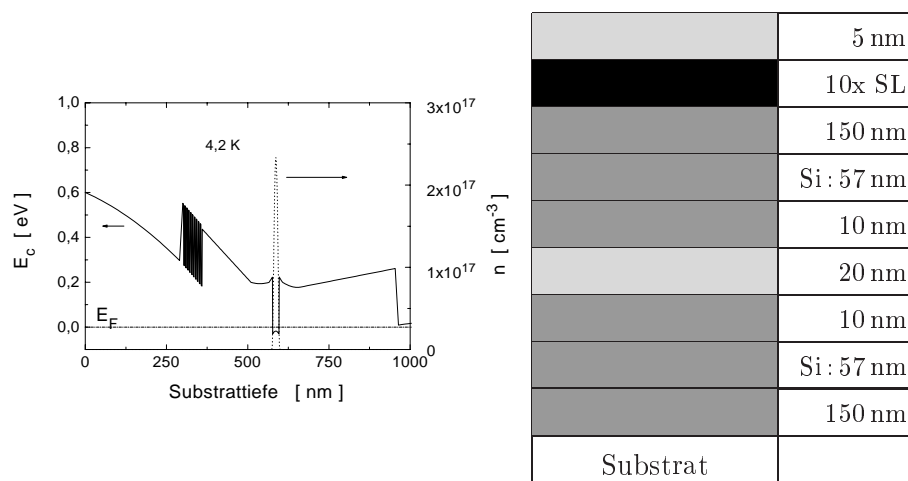 1,0
0,8
0,6
0,4
0,2
0,0
E_c [ eV ]
E_F
4,2 K
3x10^17
2x10^17
1x10^17
0
n [ cm^-3 ]
0
250
500
750
1000
Substrattiefe [ nm ]
5 nm
10x SL
150 nm
Si: 57 nm
10 nm
20 nm
10 nm
Si: 57 nm
150 nm
Substrat